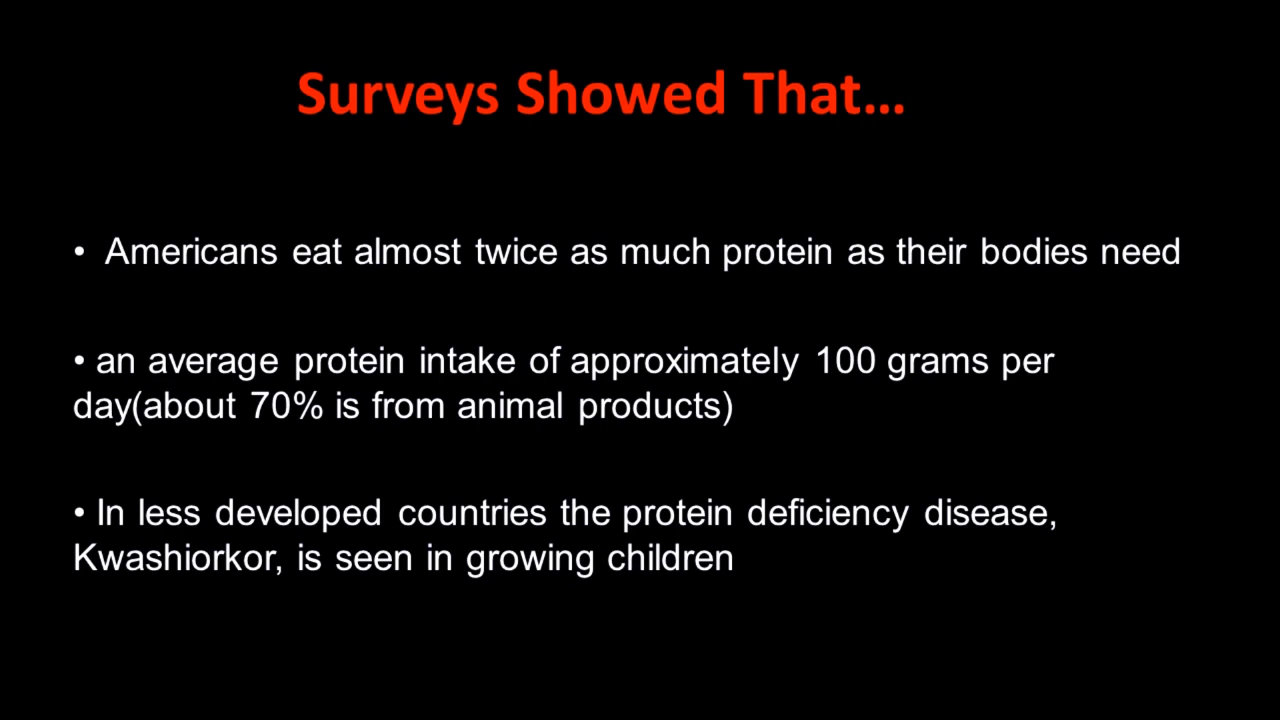 Surveys Showed That...
• Americans eat almost twice as much protein as their bodies need
• an average protein intake of approximately 100 grams per
day(about 70% is from animal products)
• In less developed countries the protein deficiency disease,
Kwashiorkor, is seen in growing children